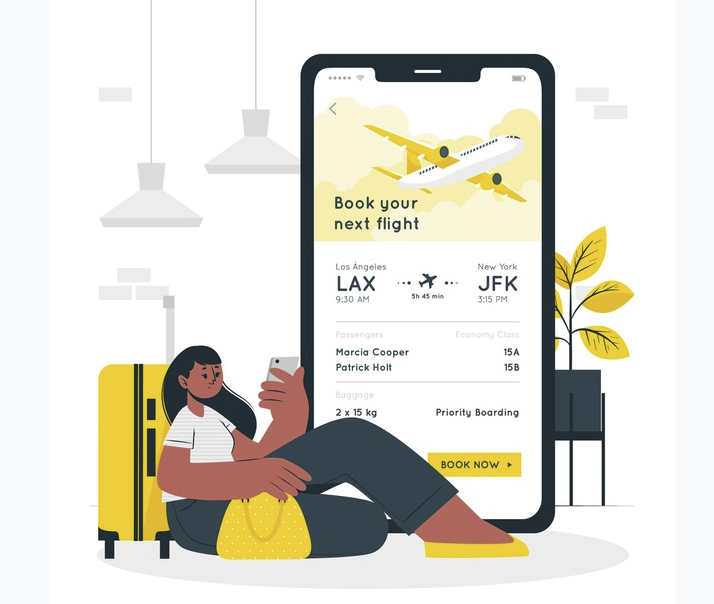 Book your
next flight
Los Ángeles New York
LAX JFK
9:30 AM 5h 45 min 3:15 PM
Passengers Economy Class
Marcia Cooper 15A
Patrick Holt 15B
Baggage
2 x 15 kg Priority Boarding
BOOK NOW